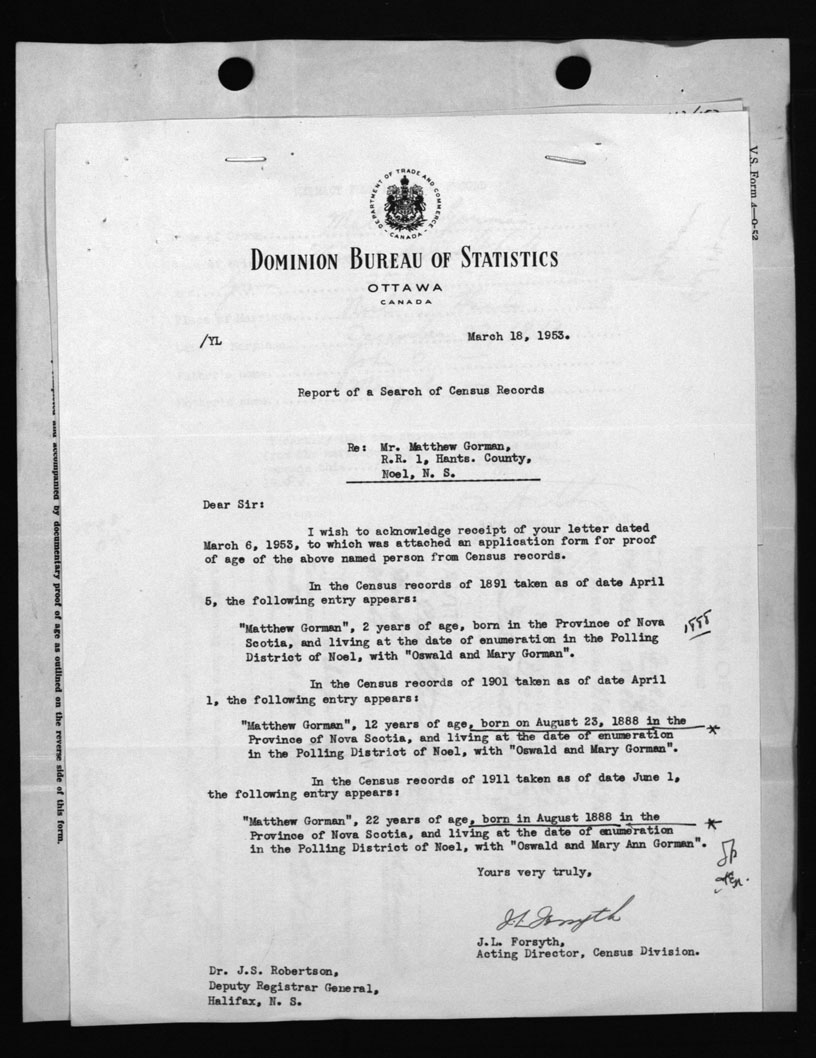 DEPARTMENT OF TRADE AND COMMERCE
CANADA
V.S. Form A—0-52
DOMINION BUREAU OF STATISTICS
OTTAWA
CANADA
/YL
March 18, 1953.
Report of a Search of Census Records
Re: Mr. Matthew Gorman,
R.R. 1, Hants. County,
Noel, N. S.
Dear Sir:
I wish to acknowledge receipt of your letter dated
March 6, 1953, to which was attached an application form for proof
of age of the above named person from Census records.
In the Census records of 1891 taken as of date April
5, the following entry appears:
"Matthew Gorman", 2 years of age, born in the Province of Nova
Scotia, and living at the date of enumeration in the Polling
District of Noel, with "Oswald and Mary Gorman".
1888
In the Census records of 1901 taken as of date April
1, the following entry appears:
"Matthew Gorman", 12 years of age, born on August 23, 1888 in the
Province of Nova Scotia, and living at the date of enumeration
in the Polling District of Noel, with "Oswald and Mary Gorman".
In the Census records of 1911 taken as of date June 1,
the following entry appears:
"Matthew Gorman", 22 years of age, born in August 1888 in the
Province of Nova Scotia, and living at the date of enumeration
in the Polling District of Noel, with "Oswald and Mary Ann Gorman".
Yours very truly,
J L Forsyth
J.L. Forsyth,
Acting Director, Census Division.
Dr. J.S. Robertson,
Deputy Registrar General,
Halifax, N. S.
and accompanied by documentary proof of age as outlined on the reverse side of this form.